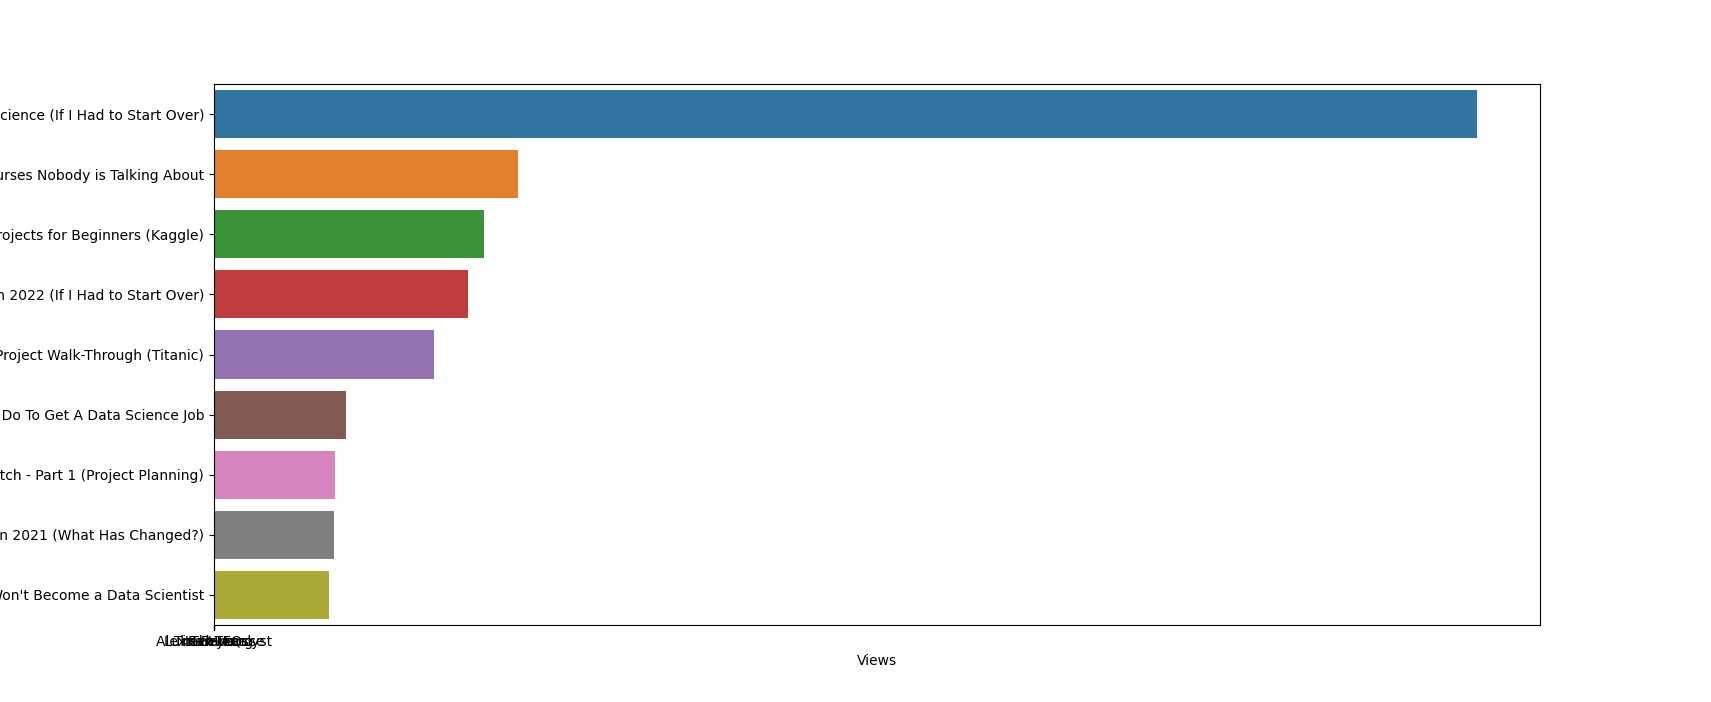 cience (If I Had to Start Over)
urses Nobody is Talking About
rojects for Beginners (Kaggle)
n 2022 (If I Had to Start Over)
Project Walk-Through (Titanic)
Do To Get A Data Science Job
tch - Part 1 (Project Planning)
n 2021 (What Has Changed?)
Won't Become a Data Scientist
Views